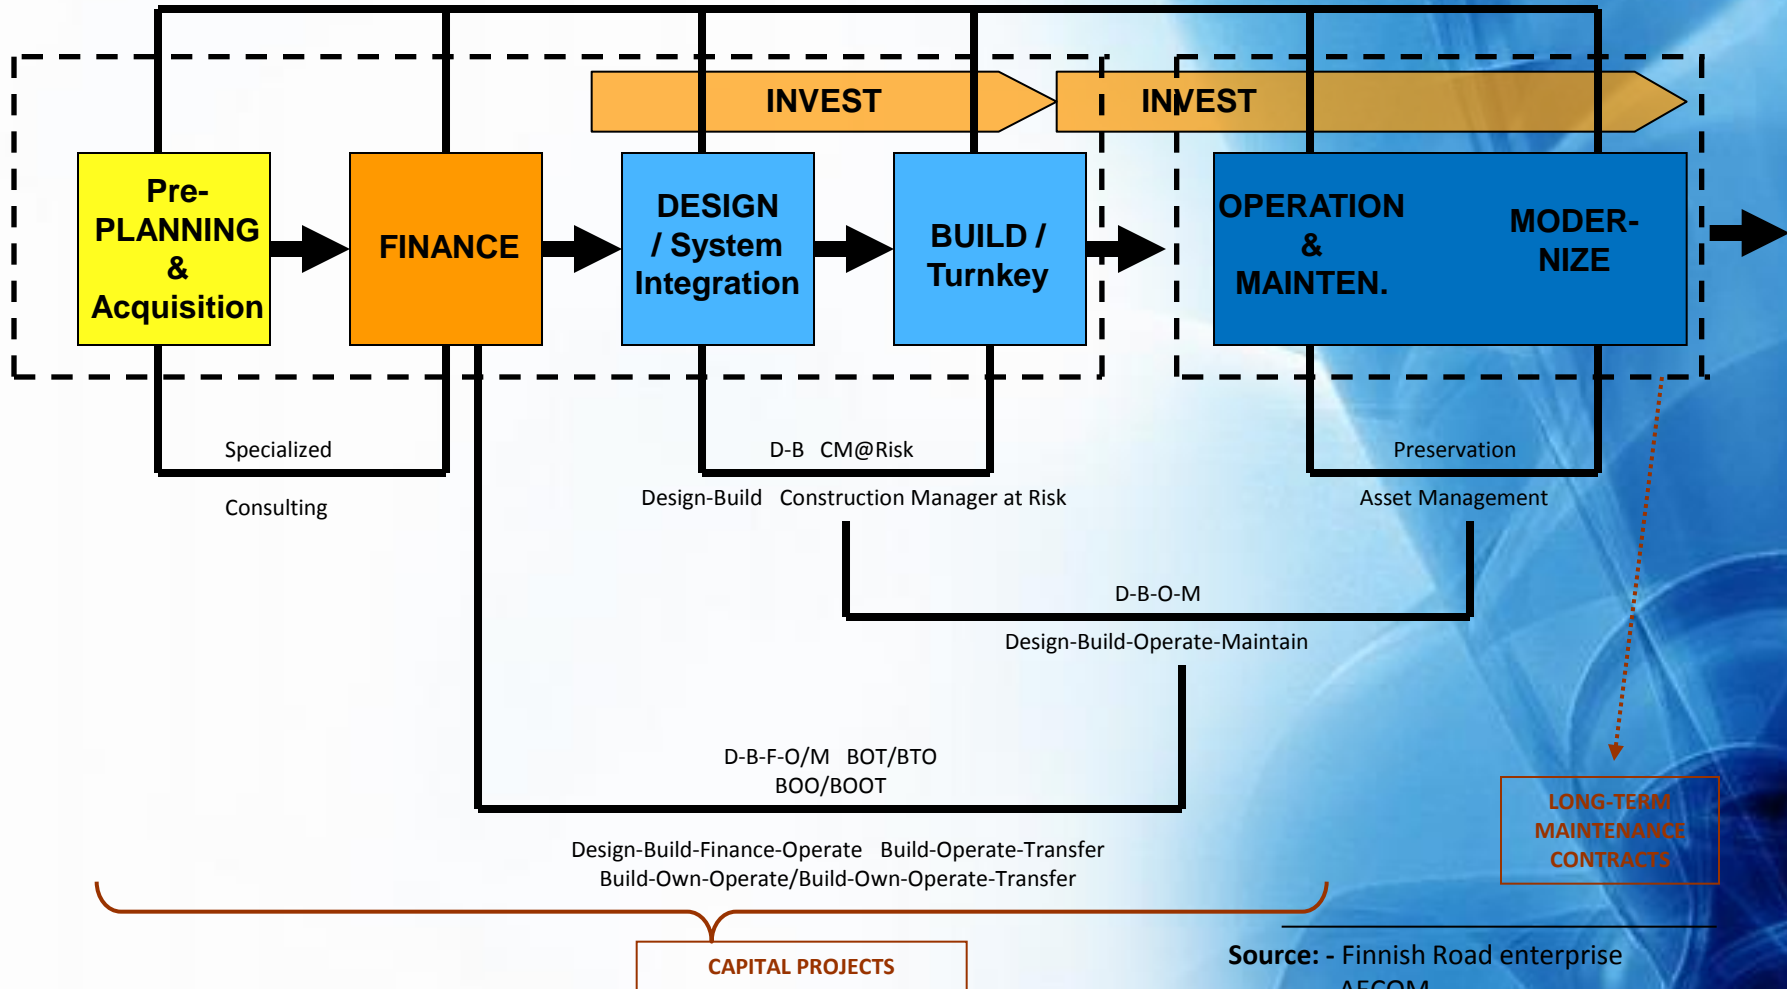 INVEST
INVEST
Pre-
PLANNING
&
Acquisition
FINANCE
DESIGN
/ System
Integration
BUILD /
Turnkey
OPERATION
&
MAINTEN.
MODER-
NIZE
Specialized
Consulting
D-B CM@Risk
Design-Build Construction Manager at Risk
Preservation
Asset Management
D-B-O-M
Design-Build-Operate-Maintain
D-B-F-O/M BOT/BTO
BOO/BOOT
Design-Build-Finance-Operate Build-Operate-Transfer
Build-Own-Operate/Build-Own-Operate-Transfer
LONG-TERM
MAINTENANCE
CONTRACTS
CAPITAL PROJECTS
Source: - Finnish Road enterprise
AECOM